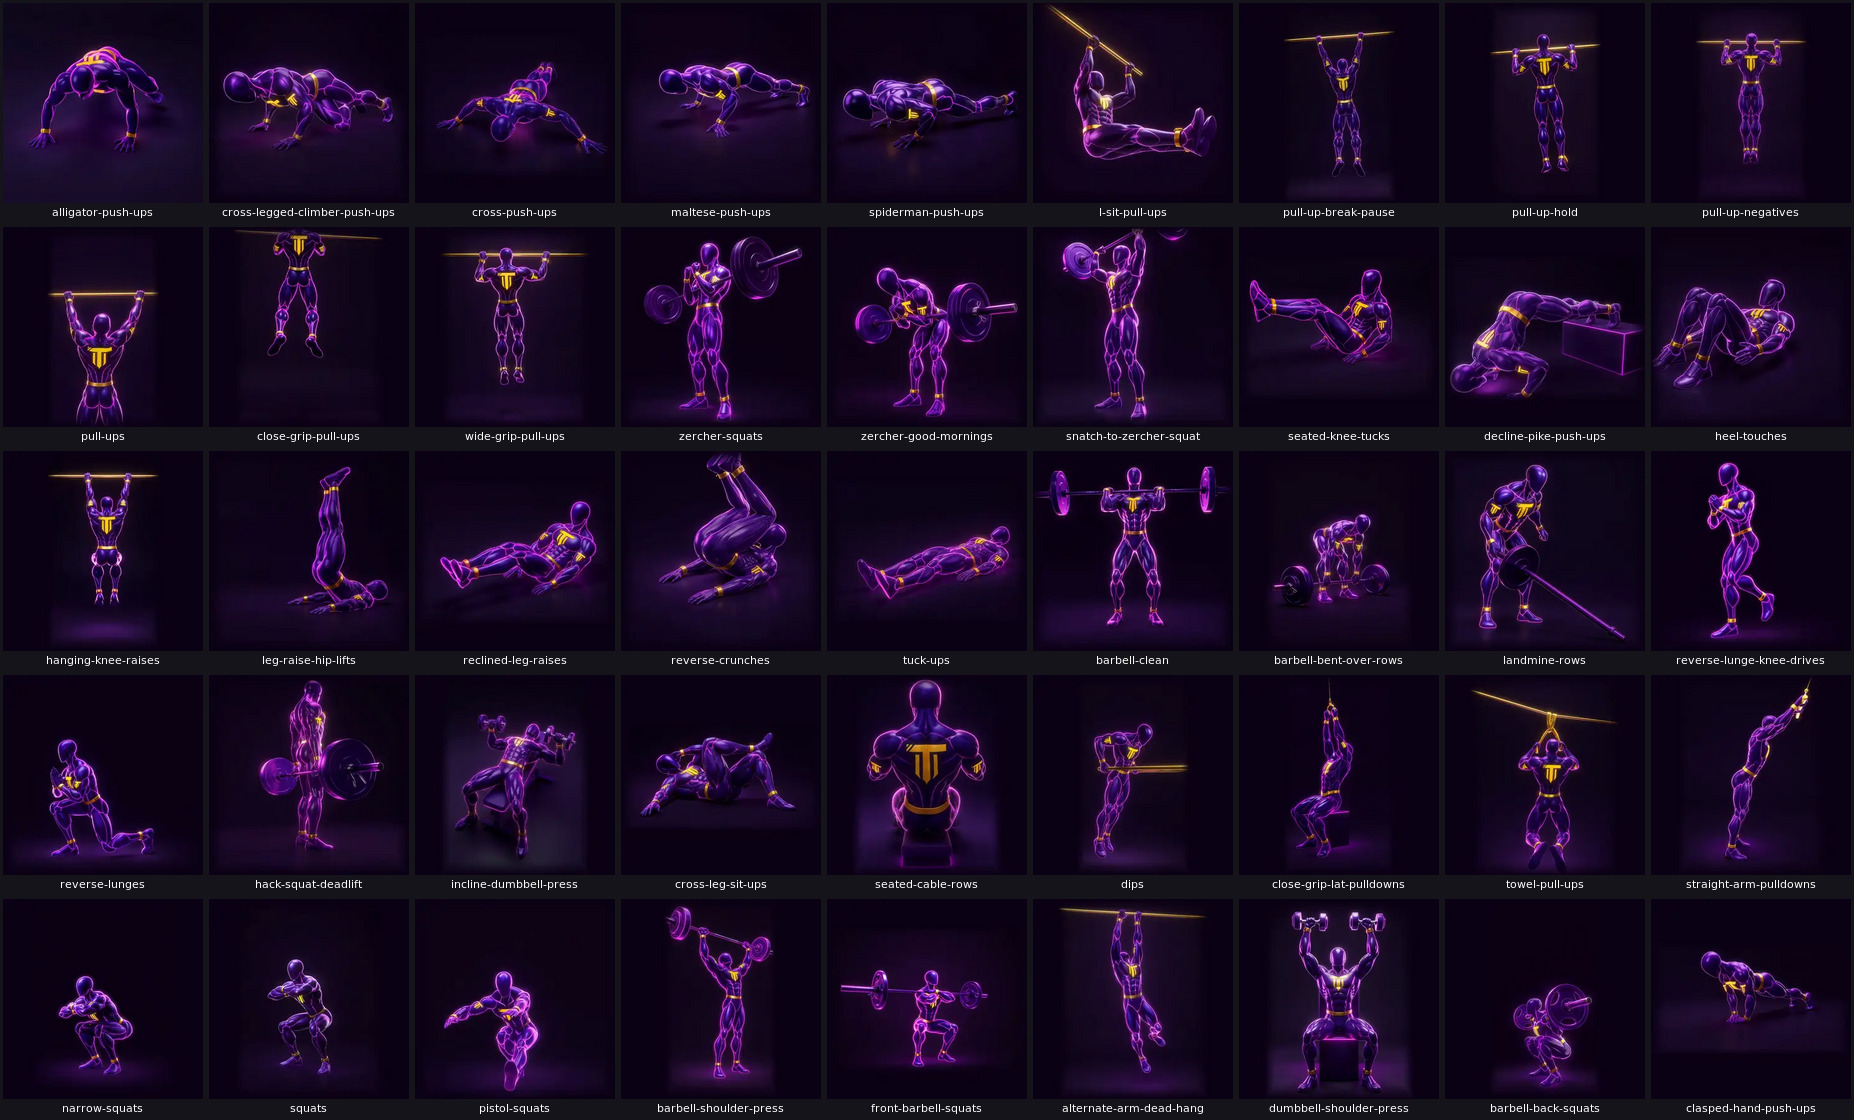 alligator-push-ups
cross-legged-climber-push-ups
cross-push-ups
maltese-push-ups
spiderman-push-ups
l-sit-pull-ups
pull-up-break-pause
pull-up-hold
pull-up-negatives
pull-ups
close-grip-pull-ups
wide-grip-pull-ups
zercher-squats
zercher-good-mornings
snatch-to-zercher-squat
seated-knee-tucks
decline-pike-push-ups
heel-touches
hanging-knee-raises
leg-raise-hip-lifts
reclined-leg-raises
reverse-crunches
tuck-ups
barbell-clean
barbell-bent-over-rows
landmine-rows
reverse-lunge-knee-drives
reverse-lunges
hack-squat-deadlift
incline-dumbbell-press
cross-leg-sit-ups
seated-cable-rows
dips
close-grip-lat-pulldowns
towel-pull-ups
straight-arm-pulldowns
narrow-squats
squats
pistol-squats
barbell-shoulder-press
front-barbell-squats
alternate-arm-dead-hang
dumbbell-shoulder-press
barbell-back-squats
clasped-hand-push-ups